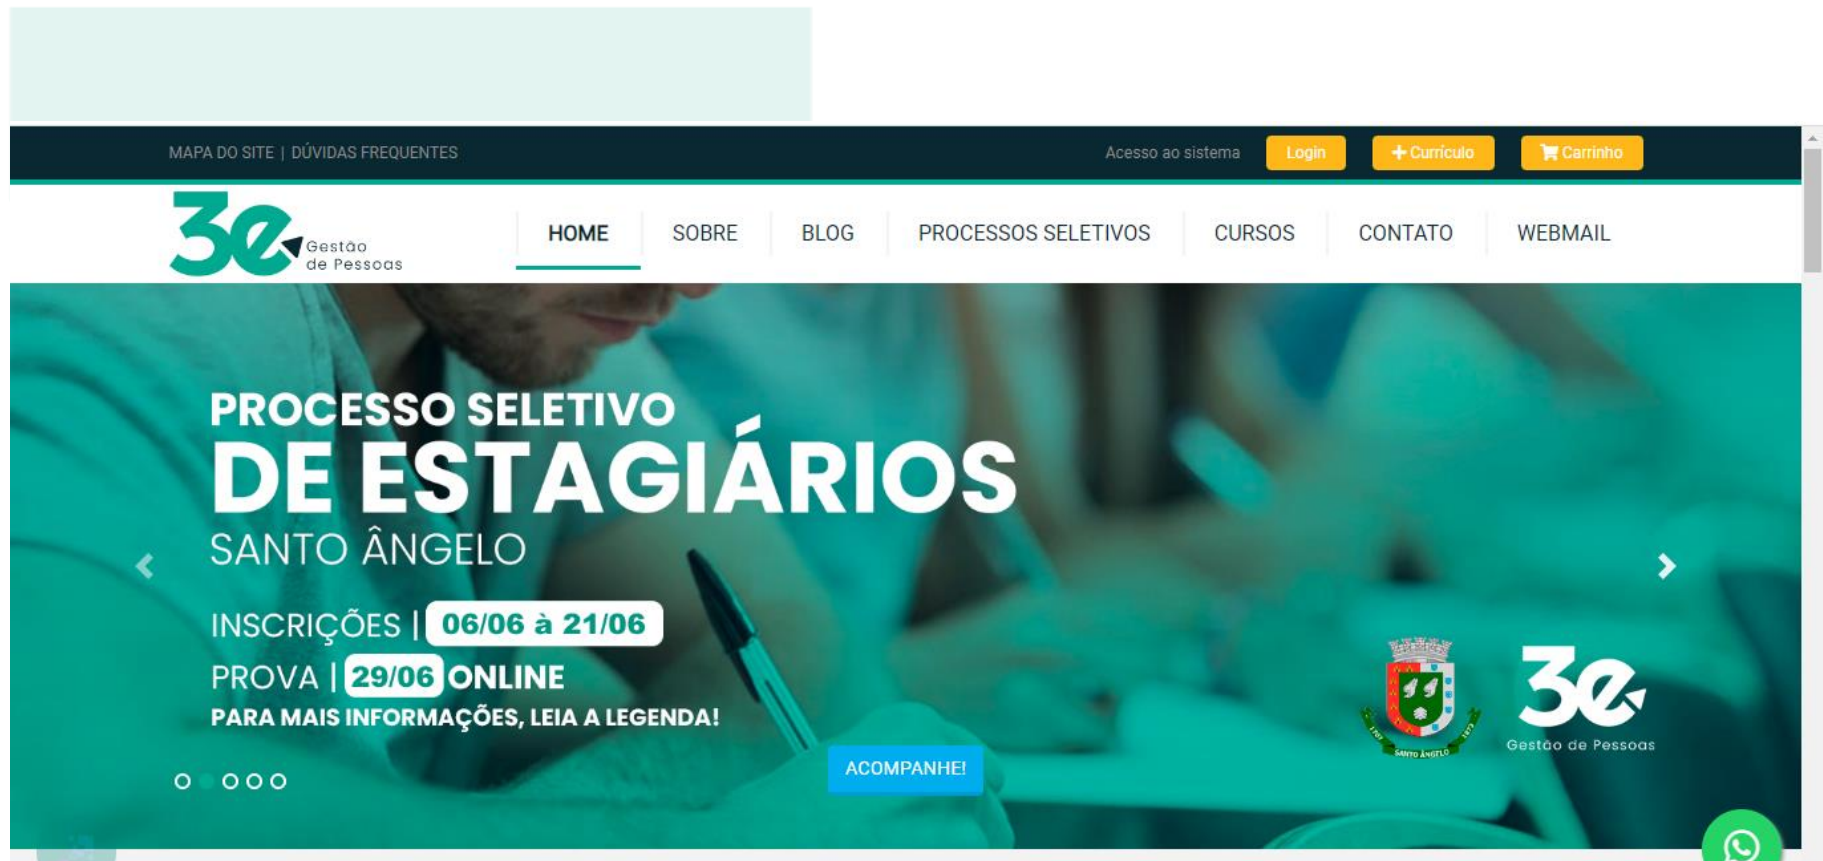 MAPA DO SITE | DÚVIDAS FREQUENTES
Acesso ao sistema
Login
Currículo
Carrinho
3e Gestão
de Pessoas
HOME
SOBRE
BLOG
PROCESSOS SELETIVOS
CURSOS
CONTATO
WEBMAIL
PROCESSO SELETIVO
DE ESTAGIÁRIOS
SANTO ÂNGELO
INSCRIÇÕES | 06/06 à 21/06
PROVA | 29/06 ONLINE
PARA MAIS INFORMAÇÕES, LEIA A LEGENDA!
ACOMPANHE!
SANTO ÂNGELO
3e
Gestão de Pessoas